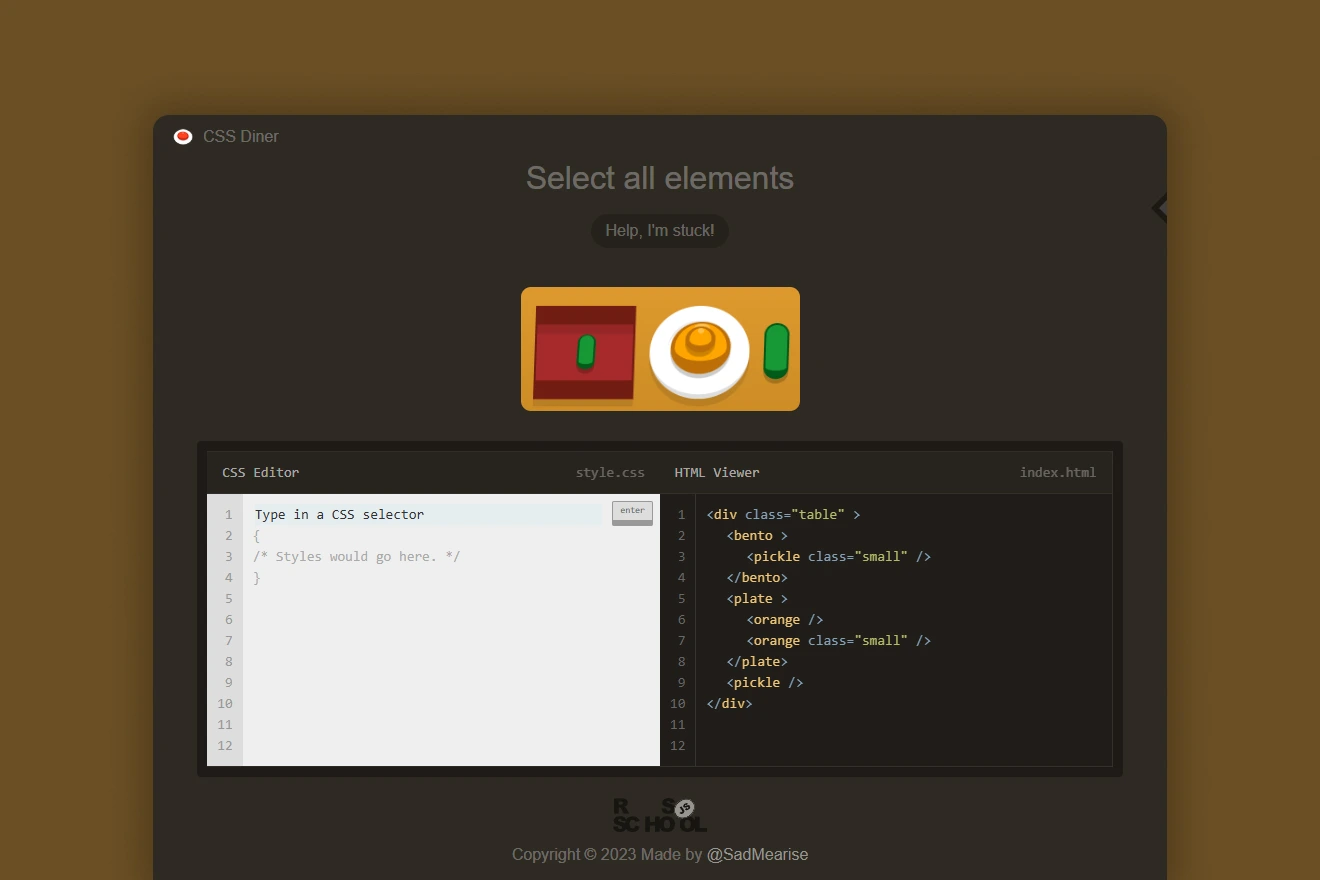 CSS Diner
Select all elements
Help, I'm stuck!
CSS Editor style.css
HTML Viewer index.html
1 Type in a CSS selector enter
2 {
3 /* Styles would go here. */
4 }
5
6
7
8
9
10
11
12
1 <div class="table" >
2 <bento >
3 <pickle class="small" />
4 </bento>
5 <plate >
6 <orange />
7 <orange class="small" />
8 </plate>
9 <pickle />
10 </div>
11
12
R S JS
SCHOOL
Copyright © 2023 Made by @SadMearise